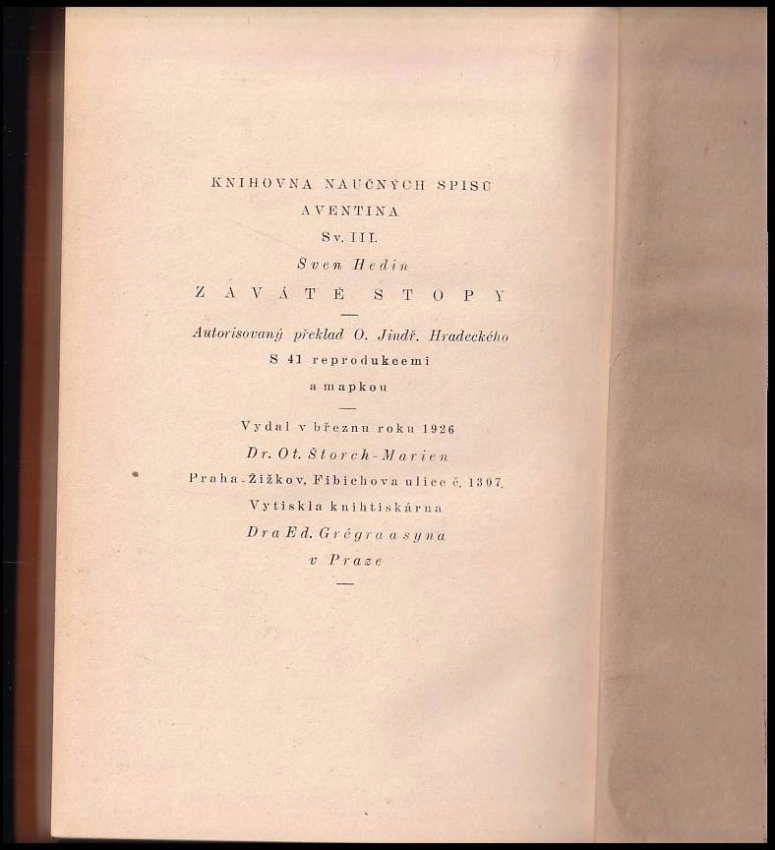 KNIHOVNA NAUČNÝCH SPISŮ
AVENTINA
Sv. III.
Sven Hedin
ZAVÁTÉ STOPY
Autorisovaný překlad O. Jindř. Hradeckého
S 41 reprodukcemi
a mapkou
Vydal v březnu roku 1926
Dr. Ot. Štorch-Marien
Praha-Žižkov, Fibichova ulice č. 1307.
Vytiskla knihtiskárna
Dra Ed. Grégra a syna
v Praze